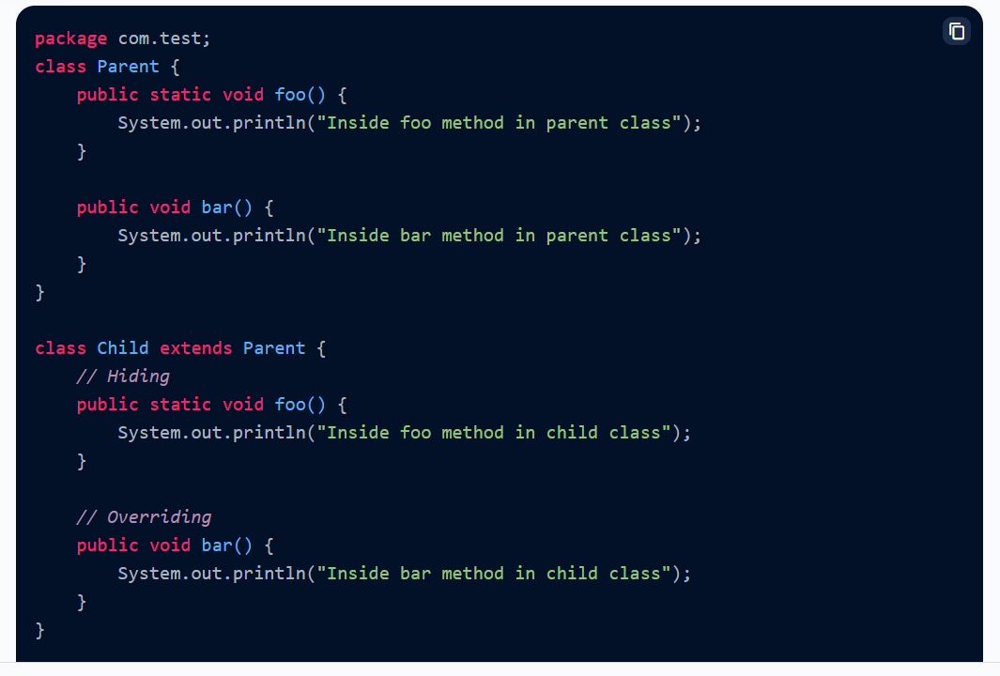 package com.test;
class Parent {
    public static void foo() {
        System.out.println("Inside foo method in parent class");
    }

    public void bar() {
        System.out.println("Inside bar method in parent class");
    }
}

class Child extends Parent {
    // Hiding
    public static void foo() {
        System.out.println("Inside foo method in child class");
    }

    // Overriding
    public void bar() {
        System.out.println("Inside bar method in child class");
    }
}